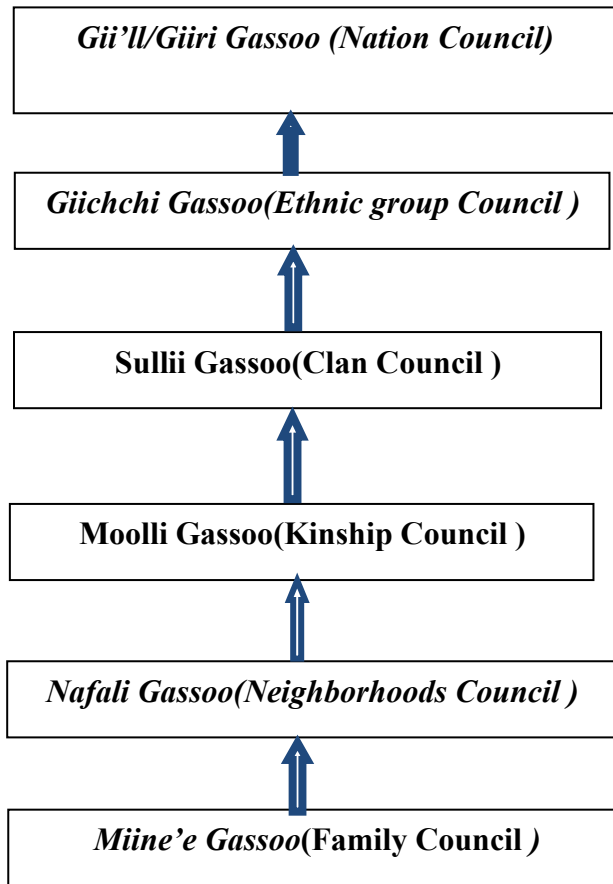 Gii’ll/Giiri Gassoo (Nation Council)
Giichchi Gassoo(Ethnic group Council )
Sullii Gassoo(Clan Council )
Moolli Gassoo(Kinship Council )
Nafali Gassoo(Neighborhoods Council )
Miine’e Gassoo(Family Council )